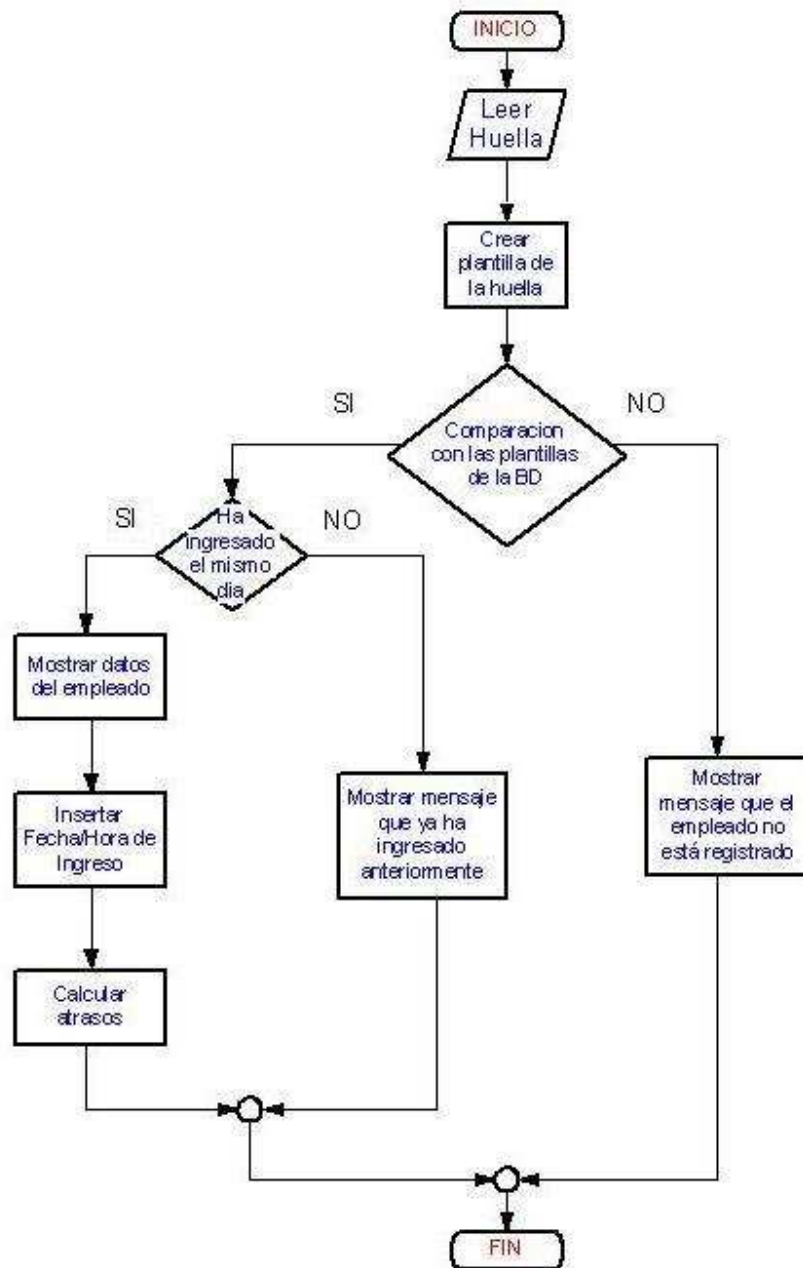 INICIO
Leer
Huella
Crear
plantilla de
la huella
SI
NO
Comparacion
con las plantillas
de la BD
SI
NO
Ha
ingresado
el mismo
dia
Mostrar datos
del empleado
Insertar
Fecha/Hora de
Ingreso
Calcular
atrasos
Mostrar mensaje
que ya ha
ingresado
anteriormente
Mostrar
mensaje que el
empleado no
está registrado
FIN